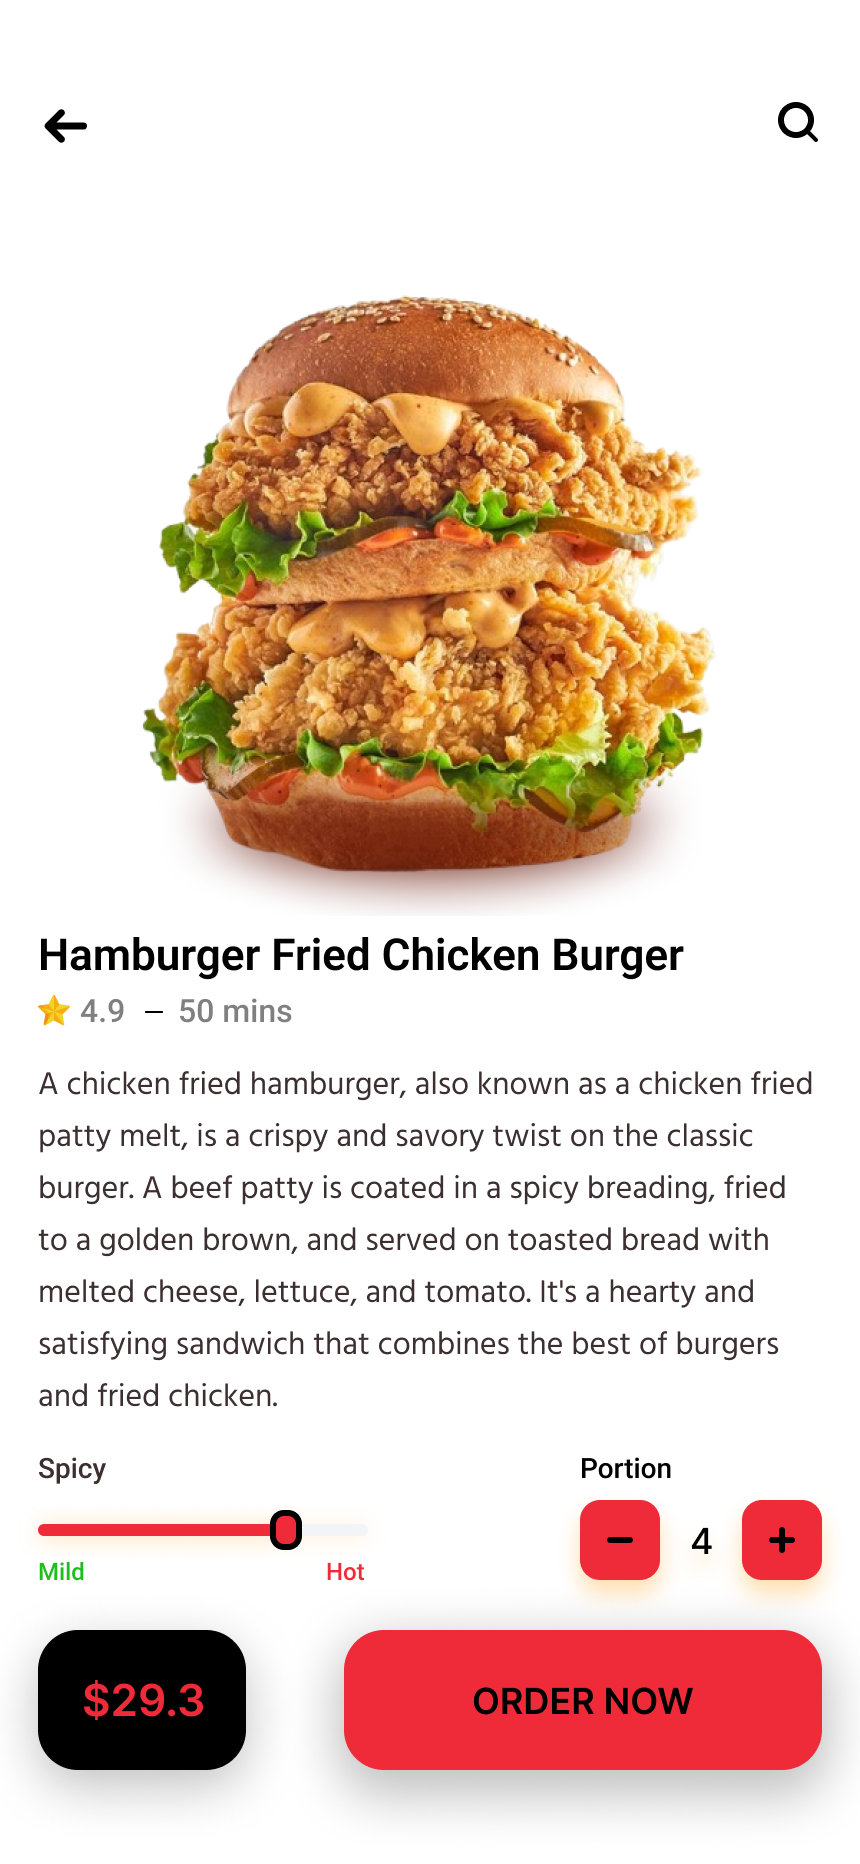 Hamburger Fried Chicken Burger
4.9 – 50 mins
A chicken fried hamburger, also known as a chicken fried
patty melt, is a crispy and savory twist on the classic
burger. A beef patty is coated in a spicy breading, fried
to a golden brown, and served on toasted bread with
melted cheese, lettuce, and tomato. It's a hearty and
satisfying sandwich that combines the best of burgers
and fried chicken.
Spicy
Mild Hot
Portion
4
$29.3
ORDER NOW